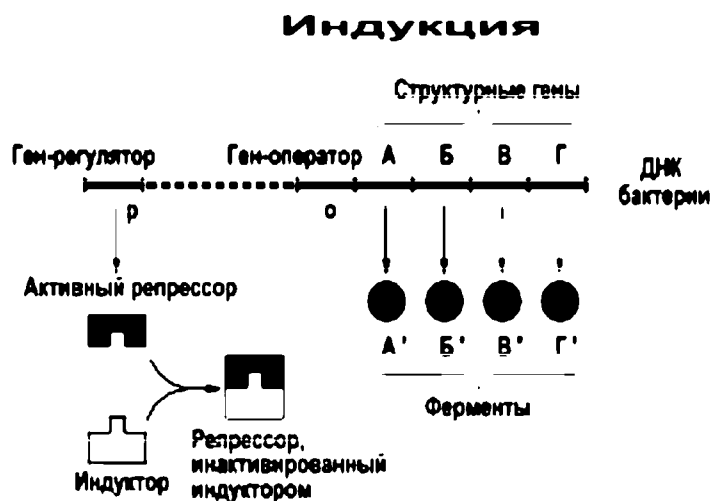 Индукция
Структурные гены
Ген-регулятор Ген-оператор А Б В Г
ДНК
бактерии
р о
Активный репрессор
А' Б' В' Г'
Ферменты
Индуктор
Репрессор,
инактивированный
индуктором